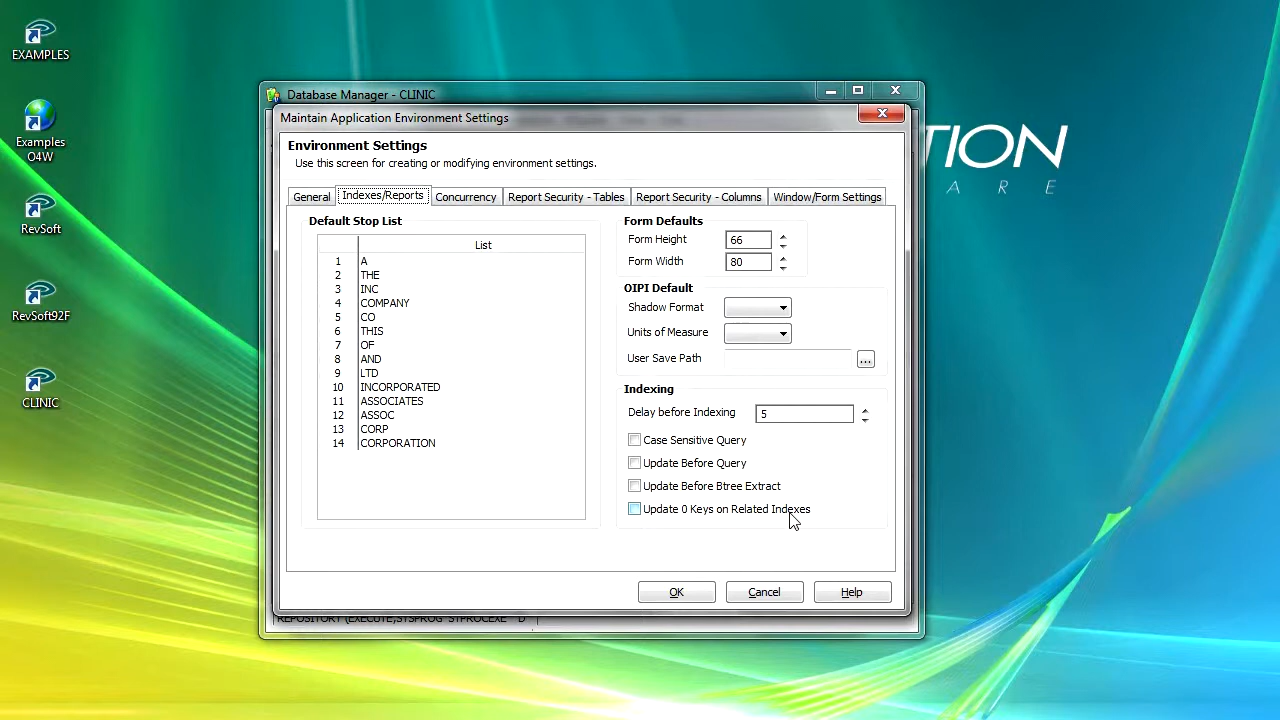 EXAMPLES
Examples
O4W
RevSoft
RevSoft92F
CLINIC
TION
A R E
Database Manager - CLINIC
Maintain Application Environment Settings
Environment Settings
Use this screen for creating or modifying environment settings.
General Indexes/Reports Concurrency Report Security - Tables Report Security - Columns Window/Form Settings
Default Stop List
List
1 A
2 THE
3 INC
4 COMPANY
5 CO
6 THIS
7 OF
8 AND
9 LTD
10 INCORPORATED
11 ASSOCIATES
12 ASSOC
13 CORP
14 CORPORATION
Form Defaults
Form Height 66
Form Width 80
OIPI Default
Shadow Format
Units of Measure
User Save Path ...
Indexing
Delay before Indexing 5
Case Sensitive Query
Update Before Query
Update Before Btree Extract
Update 0 Keys on Related Indexes
OK Cancel Help